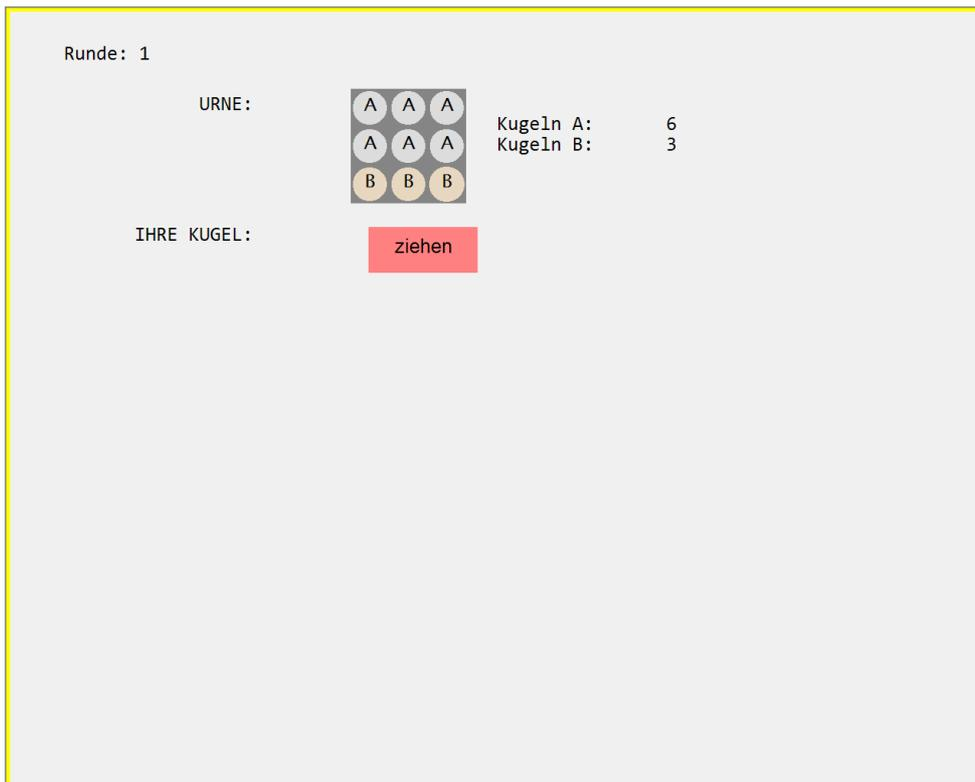 Runde: 1
URNE:
A A A
A A A
B B B
Kugeln A: 6
Kugeln B: 3
IHRE KUGEL:
ziehen